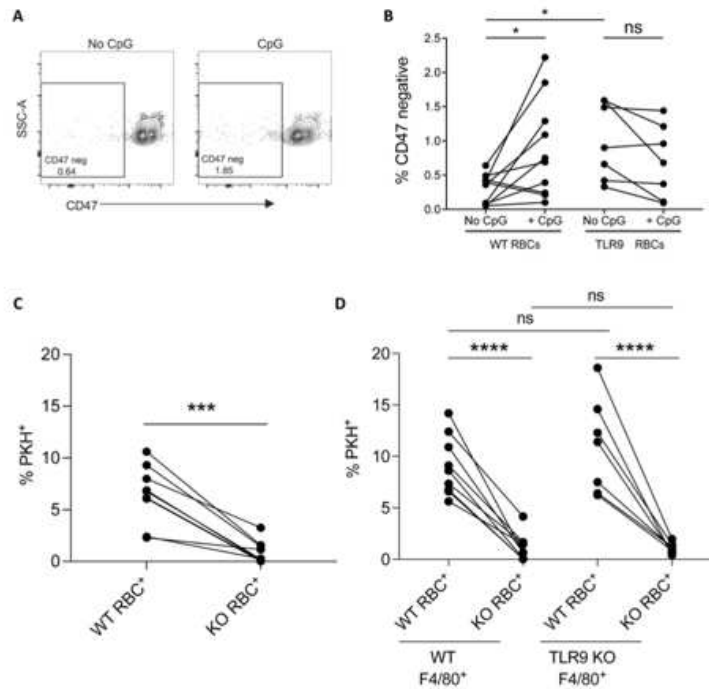 A
No CpG
CpG
SSC-A
CD47 neg
0.64
CD47 neg
1.85
CD47
B
*
*
ns
% CD47 negative
2.5
2.0
1.5
1.0
0.5
0.0
No CpG
+ CpG
No CpG
+ CpG
WT RBCs
TLR9 RBCs
C
***
% PKH+
20
15
10
5
0
WT RBC+
KO RBC+
D
ns
ns
****
****
% PKH+
20
15
10
5
0
WT RBC+
KO RBC+
WT RBC+
KO RBC+
WT
F4/80+
TLR9 KO
F4/80+